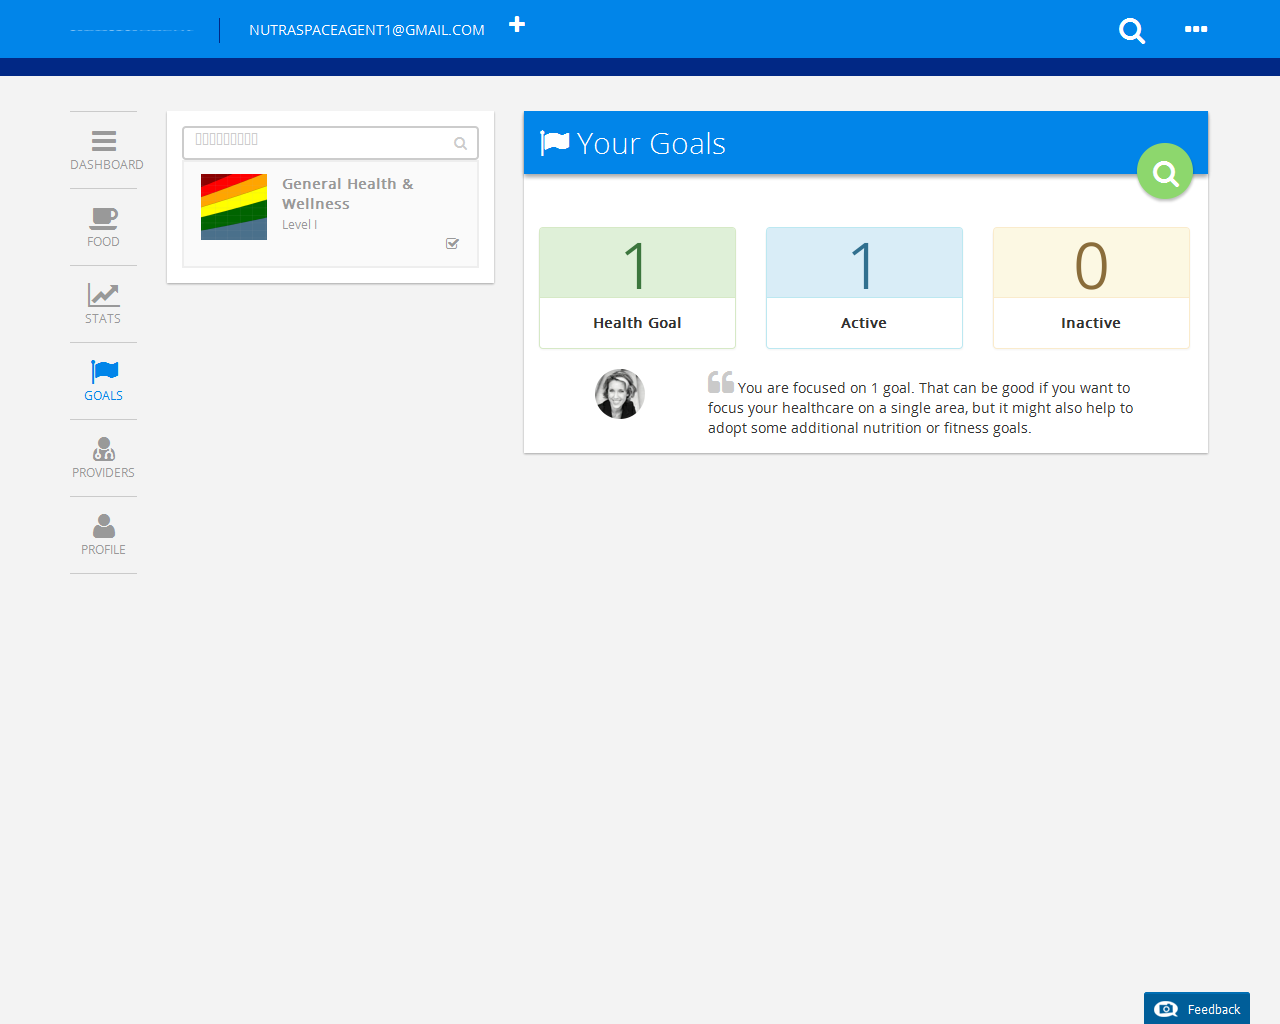 NUTRASPACEAGENT1@GMAIL.COM
DASHBOARD
FOOD
STATS
GOALS
PROVIDERS
PROFILE
General Health &
Wellness
Level I
Your Goals
1
Health Goal
1
Active
0
Inactive
You are focused on 1 goal. That can be good if you want to
focus your healthcare on a single area, but it might also help to
adopt some additional nutrition or fitness goals.
Feedback